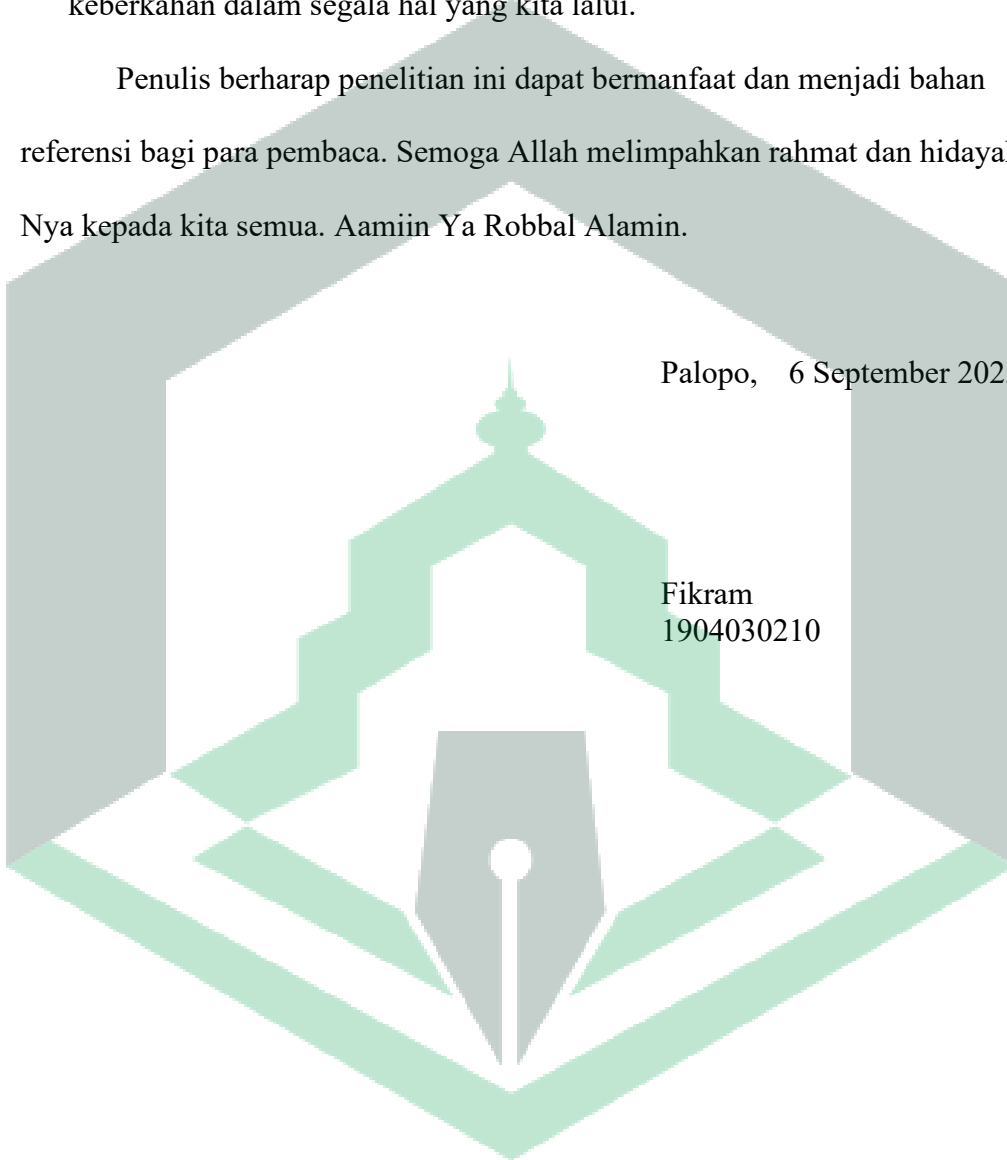 keberkahan dalam segala hal yang kita lalui.
Penulis berharap penelitian ini dapat bermanfaat dan menjadi bahan
referensi bagi para pembaca. Semoga Allah melimpahkan rahmat dan
Nya kepada kita semua. Aamiin Ya Robbal Alamin.
Palopo, 6 September
Fikram
1904030210